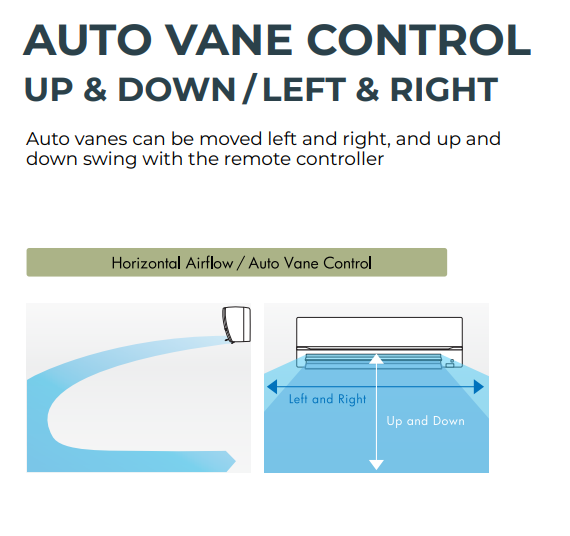 AUTO VANE CONTROL
UP & DOWN / LEFT & RIGHT
Auto vanes can be moved left and right, and up and
down swing with the remote controller
Horizontal Airflow / Auto Vane Control
Left and Right
Up and Down